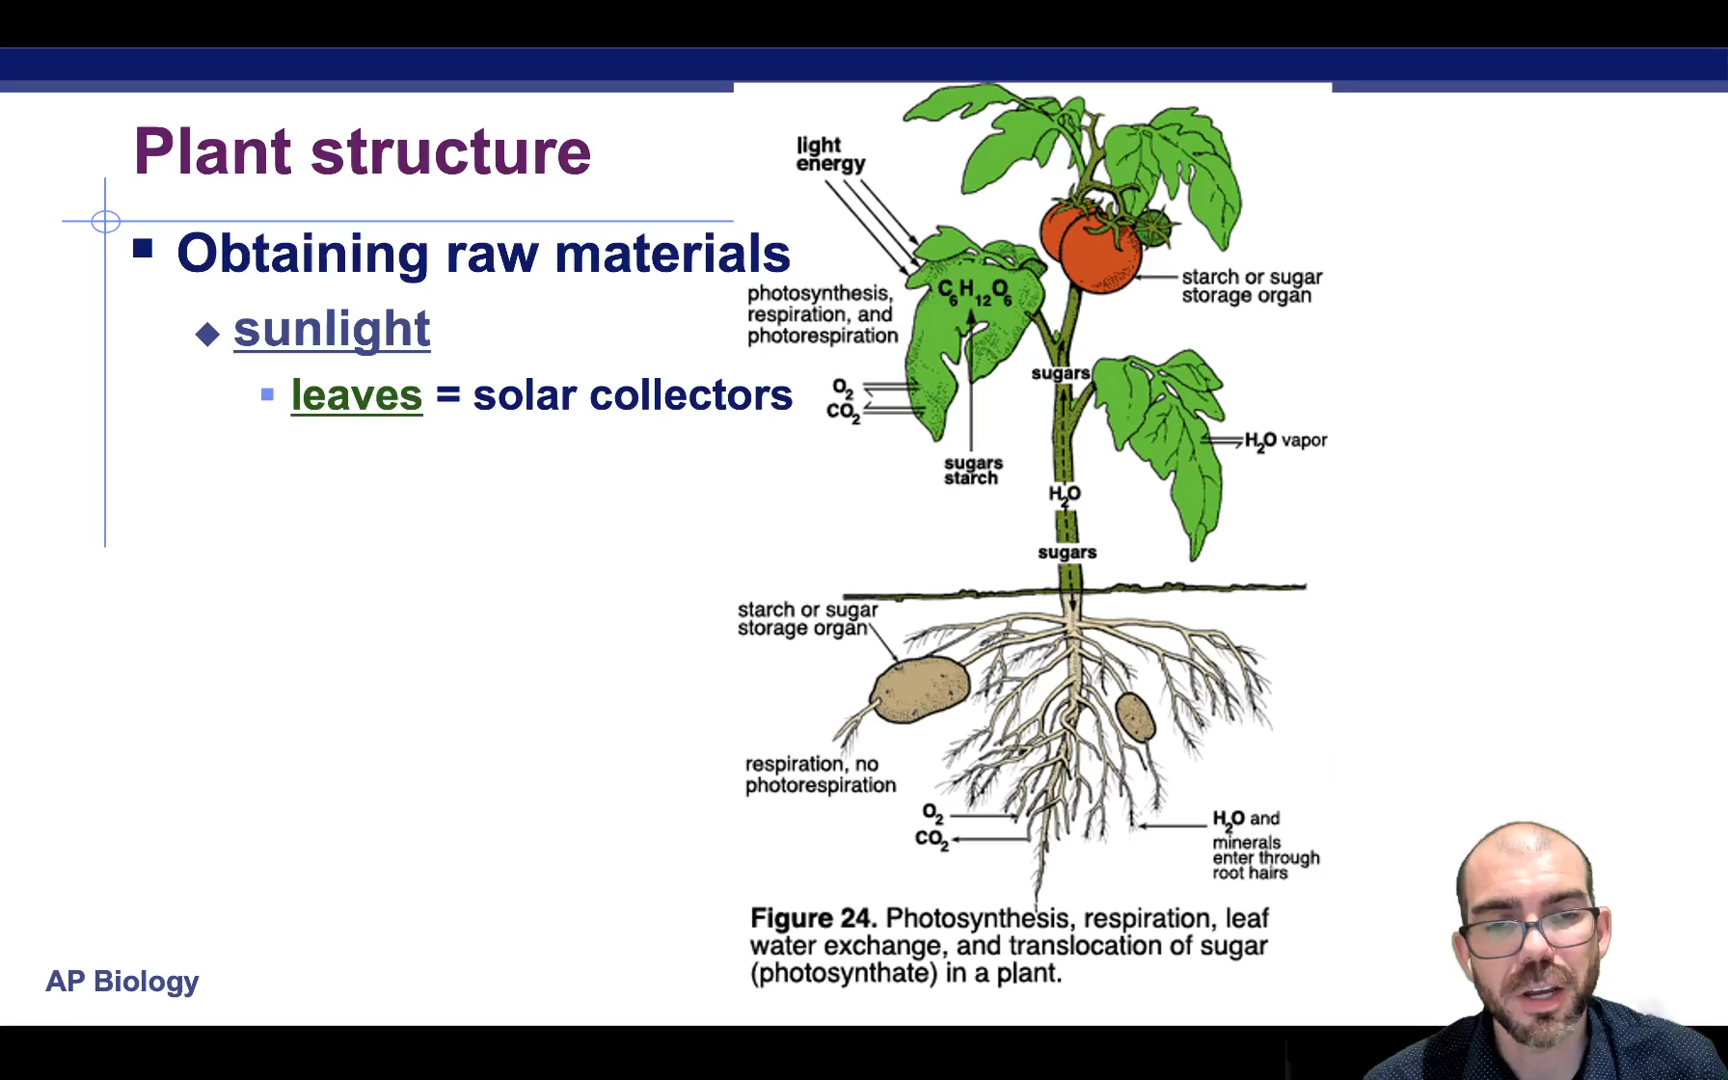 Plant structure
Obtaining raw materials
sunlight
leaves = solar collectors
light
energy
photosynthesis,
respiration, and
photorespiration
C6H12O6
O2
CO2
sugars
starch
starch or sugar
storage organ
sugars
H2O vapor
H2O
sugars
starch or sugar
storage organ
respiration, no
photorespiration
O2
CO2
H2O and
minerals
enter through
root hairs
Figure 24. Photosynthesis, respiration, leaf
water exchange, and translocation of sugar
(photosynthate) in a plant.
AP Biology